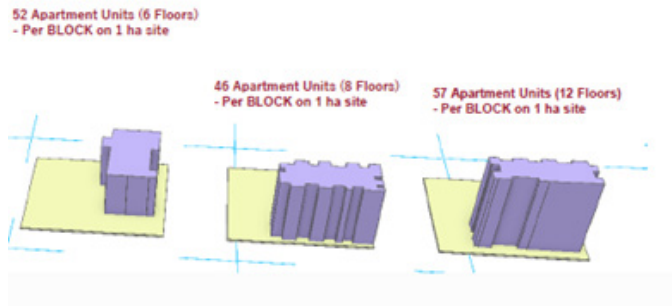 52 Apartment Units (6 Floors)
- Per BLOCK on 1 ha site
46 Apartment Units (8 Floors)
- Per BLOCK on 1 ha site
57 Apartment Units (12 Floors)
- Per BLOCK on 1 ha site